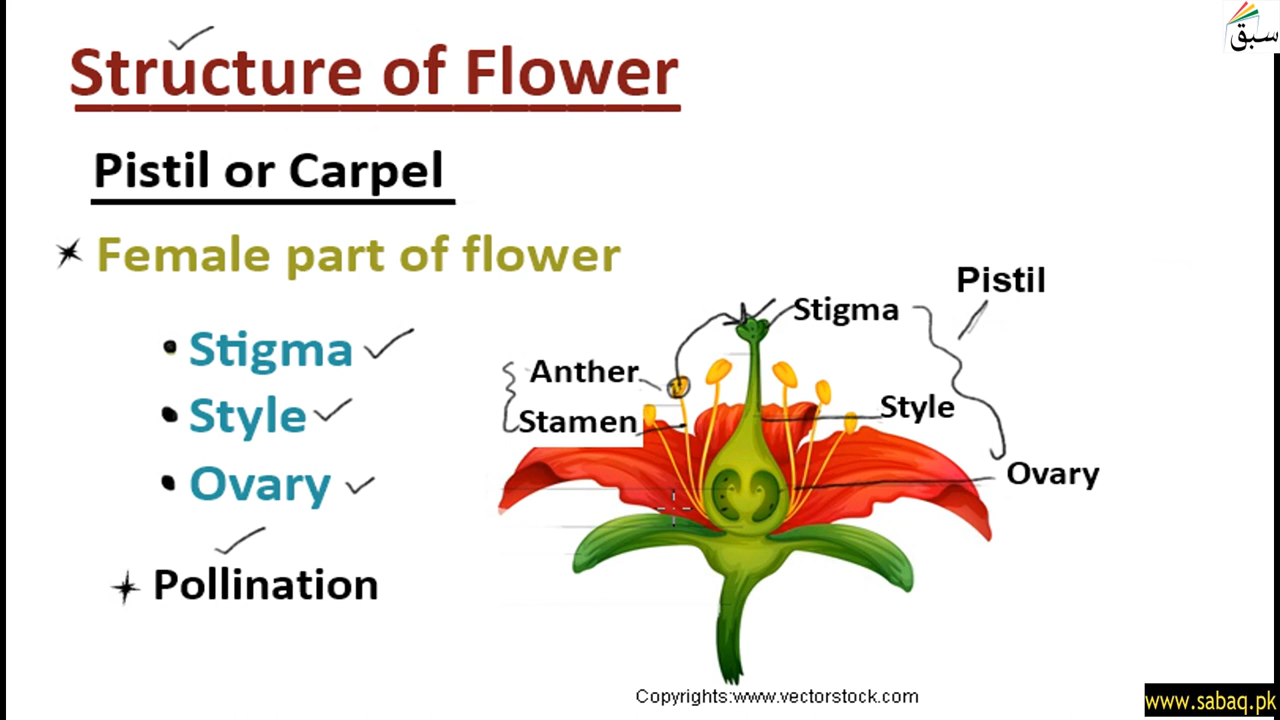 سبق
Structure of Flower
Pistil or Carpel
Female part of flower
• Stigma
• Style
• Ovary
Pollination
Pistil
Stigma
Anther
Stamen
Style
Ovary
Copyrights:www.vectorstock.com
www.sabaq.pk